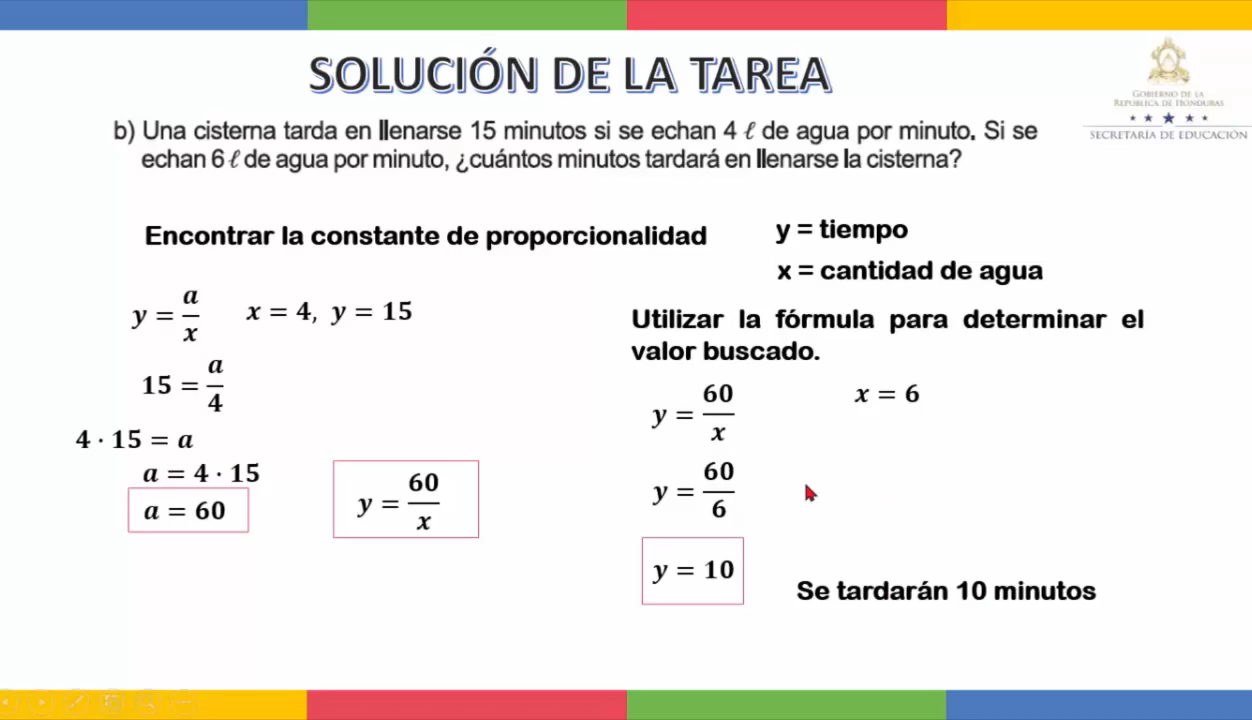 SOLUCIÓN DE LA TAREA
GOBIERNO DE LA
REPÚBLICA DE HONDURAS
SECRETARÍA DE EDUCACIÓN
b) Una cisterna tarda en llenarse 15 minutos si se echan 4 ℓ de agua por minuto. Si se
echan 6 ℓ de agua por minuto, ¿cuántos minutos tardará en llenarse la cisterna?
Encontrar la constante de proporcionalidad
y = a/x    x = 4, y = 15
15 = a/4
4 · 15 = a
a = 4 · 15
a = 60
y = 60/x
y = tiempo
x = cantidad de agua
Utilizar la fórmula para determinar el
valor buscado.
y = 60/x    x = 6
y = 60/6
y = 10
Se tardarán 10 minutos